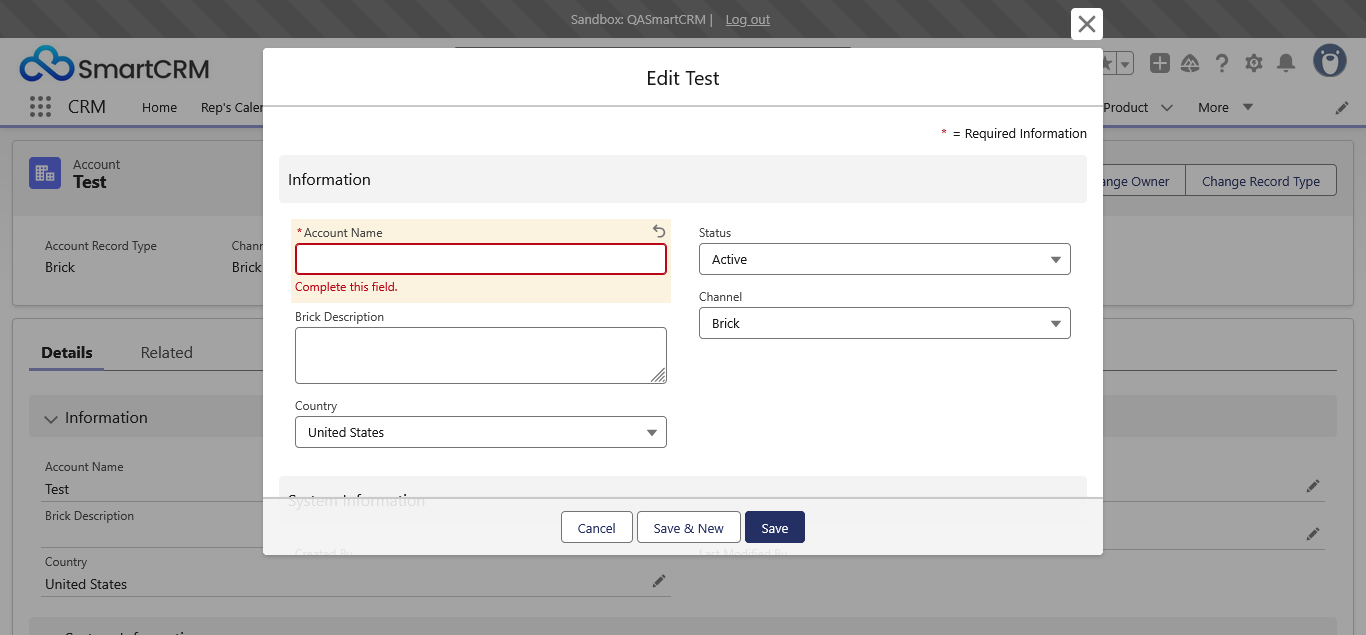 Sandbox: QASmartCRM | Log out
SmartCRM
CRM Home Rep's Caler Product More
Edit Test
* = Required Information
Account
Test
ange Owner Change Record Type
Information
Account Record Type Chann
Brick Brick
*Account Name
Complete this field.
Status
Active
Channel
Brick
Brick Description
Country
United States
Details Related
Information
System Information
Account Name
Test
Brick Description
Country
United States
Cancel Save & New Save
Created By Last Modified By
System Information